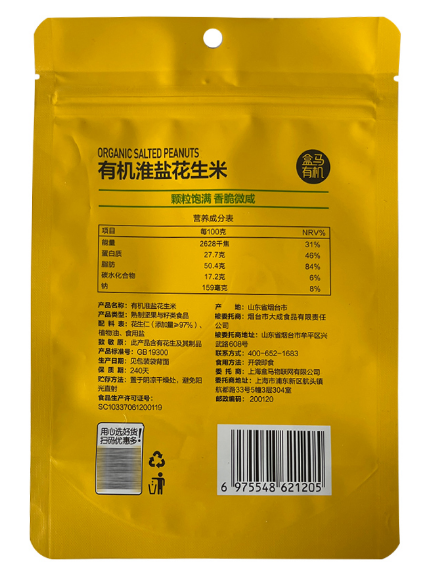 ORGANIC SALTED PEANUTS
有机淮盐花生米
盒马
有机
颗粒饱满 香脆微咸
营养成分表
项目 每100克 NRV%
能量 2628千焦 31%
蛋白质 27.7克 46%
脂肪 50.4克 84%
碳水化合物 17.2克 6%
钠 159毫克 8%
产品名称：有机淮盐花生米
产品类型：熟制坚果与籽类食品
配 料 表：花生仁（添加量≥97%）、
植物油、食用盐
致 敏 原：此产品含有花生及其制品
产品标准号：GB 19300
生产日期：见包装袋背面
保 质 期：240天
贮存方法：置于阴凉干燥处、避免阳
光直射
食品生产许可证号：
SC10337061200119
产 地：山东省烟台市
被委托商：烟台市大成食品有限责任
公司
被委托商地址：山东省烟台市牟平区兴
武路608号
联系方式：400-652-1683
食用方法：开袋即食
委 托 商：上海盒马物联网有限公司
委托商地址：上海市浦东新区航头镇
航都路33号5幢3层304室
邮政编码：200120
用心选好货
扫码优惠多!
6 975548 621205